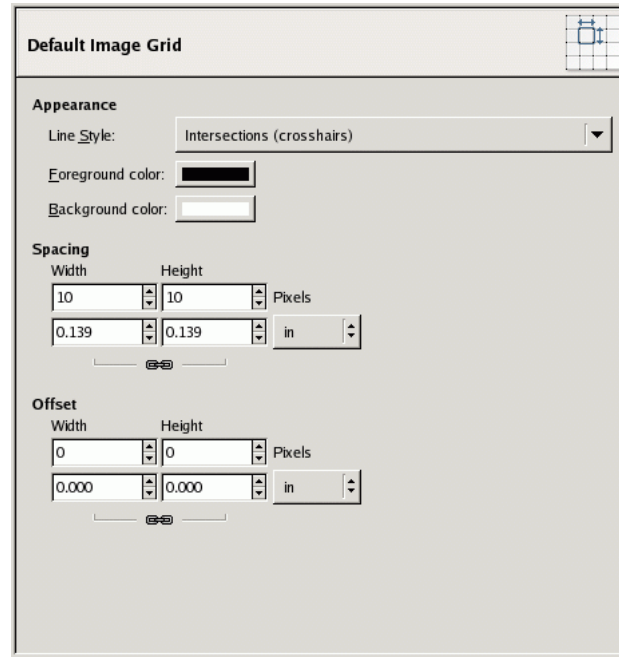 Default Image Grid
Appearance
Line Style: Intersections (crosshairs)
Foreground color:
Background color:
Spacing
Width Height
10 10 Pixels
0.139 0.139 in
Offset
Width Height
0 0 Pixels
0.000 0.000 in